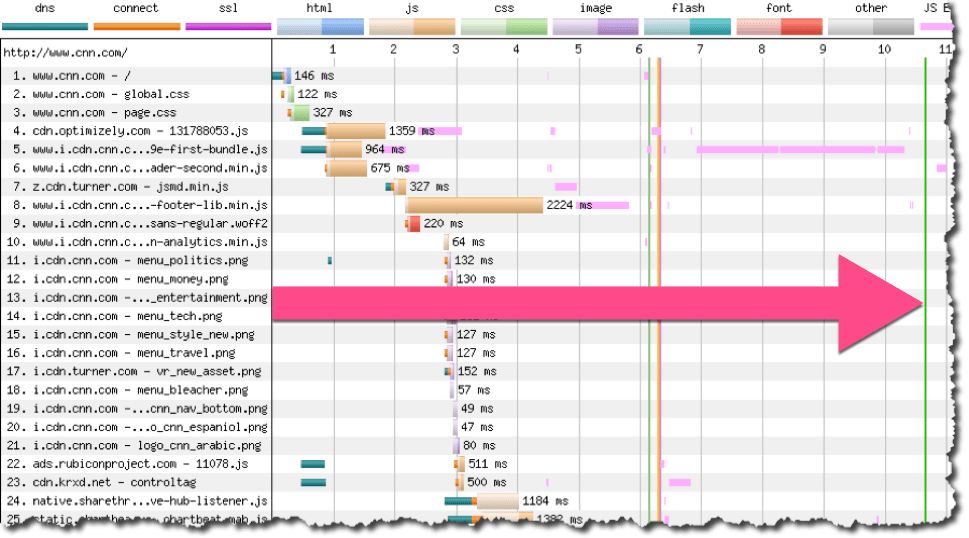 dns connect ssl html js css image flash font other JS E
http://www.cnn.com/ 1 2 3 4 5 6 7 8 9 10 11
1. www.cnn.com - / 146 ms
2. www.cnn.com - global.css 122 ms
3. www.cnn.com - page.css 327 ms
4. cdn.optimizely.com - 131788053.js 1359 ms
5. www.i.cdn.cnn.c...9e-first-bundle.js 964 ms
6. www.i.cdn.cnn.c...ader-second.min.js 675 ms
7. z.cdn.turner.com - jsmd.min.js 327 ms
8. www.i.cdn.cnn.c...-footer-lib.min.js 2224 ms
9. www.i.cdn.cnn.c...sans-regular.woff2 220 ms
10. www.i.cdn.cnn.c...n-analytics.min.js 64 ms
11. i.cdn.cnn.com - menu_politics.png 132 ms
12. i.cdn.cnn.com - menu_money.png 130 ms
13. i.cdn.cnn.com -..._entertainment.png
14. i.cdn.cnn.com - menu_tech.png
15. i.cdn.cnn.com - menu_style_new.png 127 ms
16. i.cdn.cnn.com - menu_travel.png 127 ms
17. i.cdn.turner.com - vr_new_asset.png 152 ms
18. i.cdn.cnn.com - menu_bleacher.png 57 ms
19. i.cdn.cnn.com -...cnn_nav_bottom.png 49 ms
20. i.cdn.cnn.com -...o_cnn_espaniol.png 47 ms
21. i.cdn.cnn.com - logo_cnn_arabic.png 80 ms
22. ads.rubiconproject.com - 11078.js 511 ms
23. cdn.krxd.net - controltag 500 ms
24. native.sharethr...ve-hub-listener.js 1184 ms
25. static.chartbea... chartbeat_mab.js ms